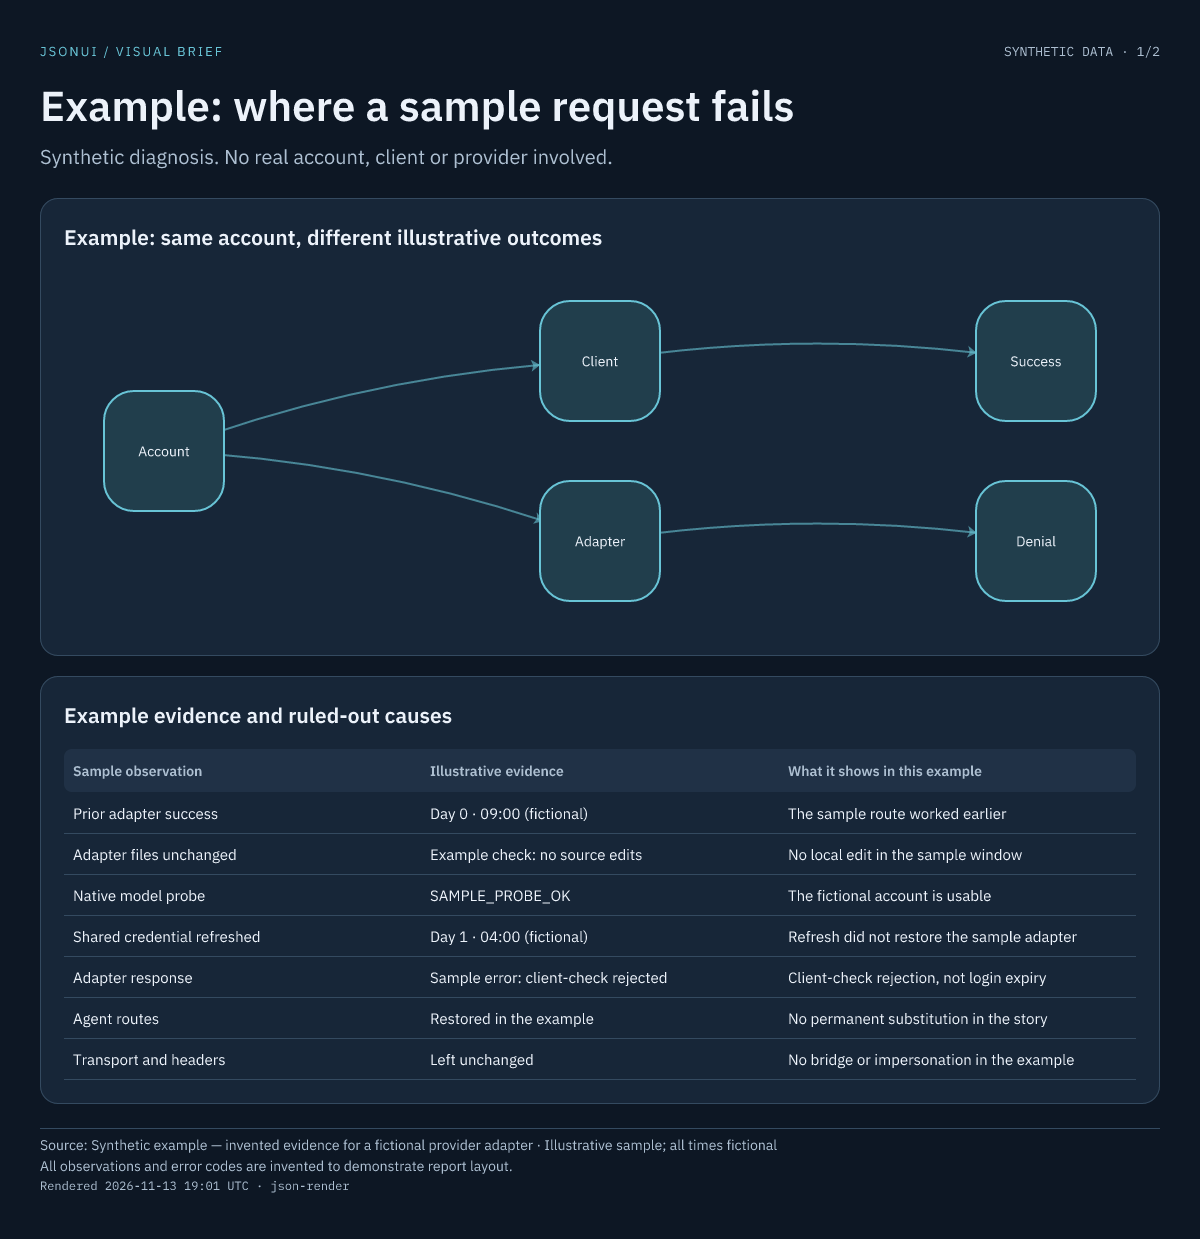 JSONUI / VISUAL BRIEF
SYNTHETIC DATA · 1/2
Example: where a sample request fails
Synthetic diagnosis. No real account, client or provider involved.
Example: same account, different illustrative outcomes
Client
Success
Account
Adapter
Denial
Example evidence and ruled-out causes
Sample observation Illustrative evidence What it shows in this example
Prior adapter success Day 0 · 09:00 (fictional) The sample route worked earlier
Adapter files unchanged Example check: no source edits No local edit in the sample window
Native model probe SAMPLE_PROBE_OK The fictional account is usable
Shared credential refreshed Day 1 · 04:00 (fictional) Refresh did not restore the sample adapter
Adapter response Sample error: client-check rejected Client-check rejection, not login expiry
Agent routes Restored in the example No permanent substitution in the story
Transport and headers Left unchanged No bridge or impersonation in the example
Source: Synthetic example — invented evidence for a fictional provider adapter · Illustrative sample; all times fictional
All observations and error codes are invented to demonstrate report layout.
Rendered 2026-11-13 19:01 UTC · json-render